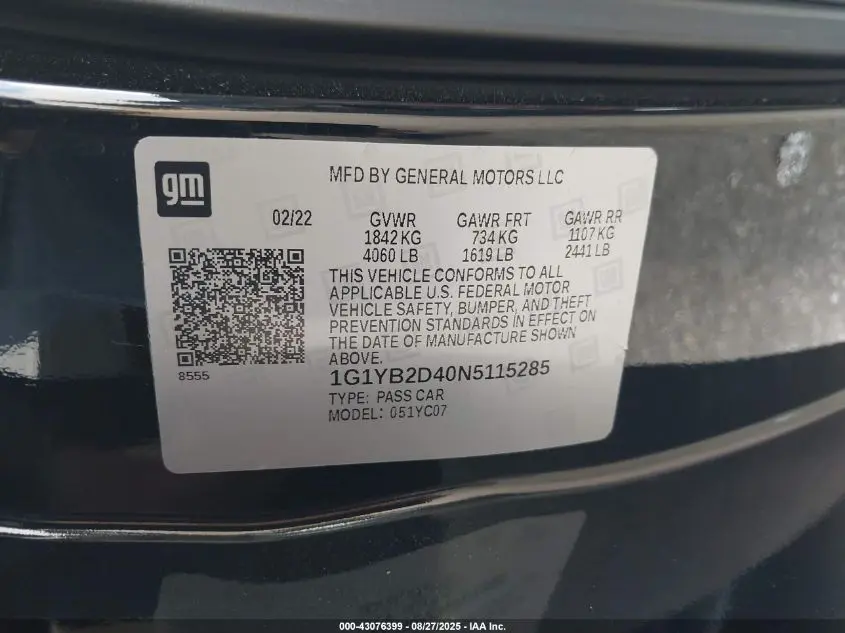 gm
MFD BY GENERAL MOTORS LLC
02/22 GVWR GAWR FRT GAWR RR
1842 KG 734 KG 1107 KG
4060 LB 1619 LB 2441 LB
THIS VEHICLE CONFORMS TO ALL
APPLICABLE U.S. FEDERAL MOTOR
VEHICLE SAFETY, BUMPER, AND THEFT
PREVENTION STANDARDS IN EFFECT ON
THE DATE OF MANUFACTURE SHOWN
ABOVE.
8555
1G1YB2D40N5115285
TYPE: PASS CAR
MODEL: 051YC07
000-43076399 | 08/27/2025 - IAA Inc.